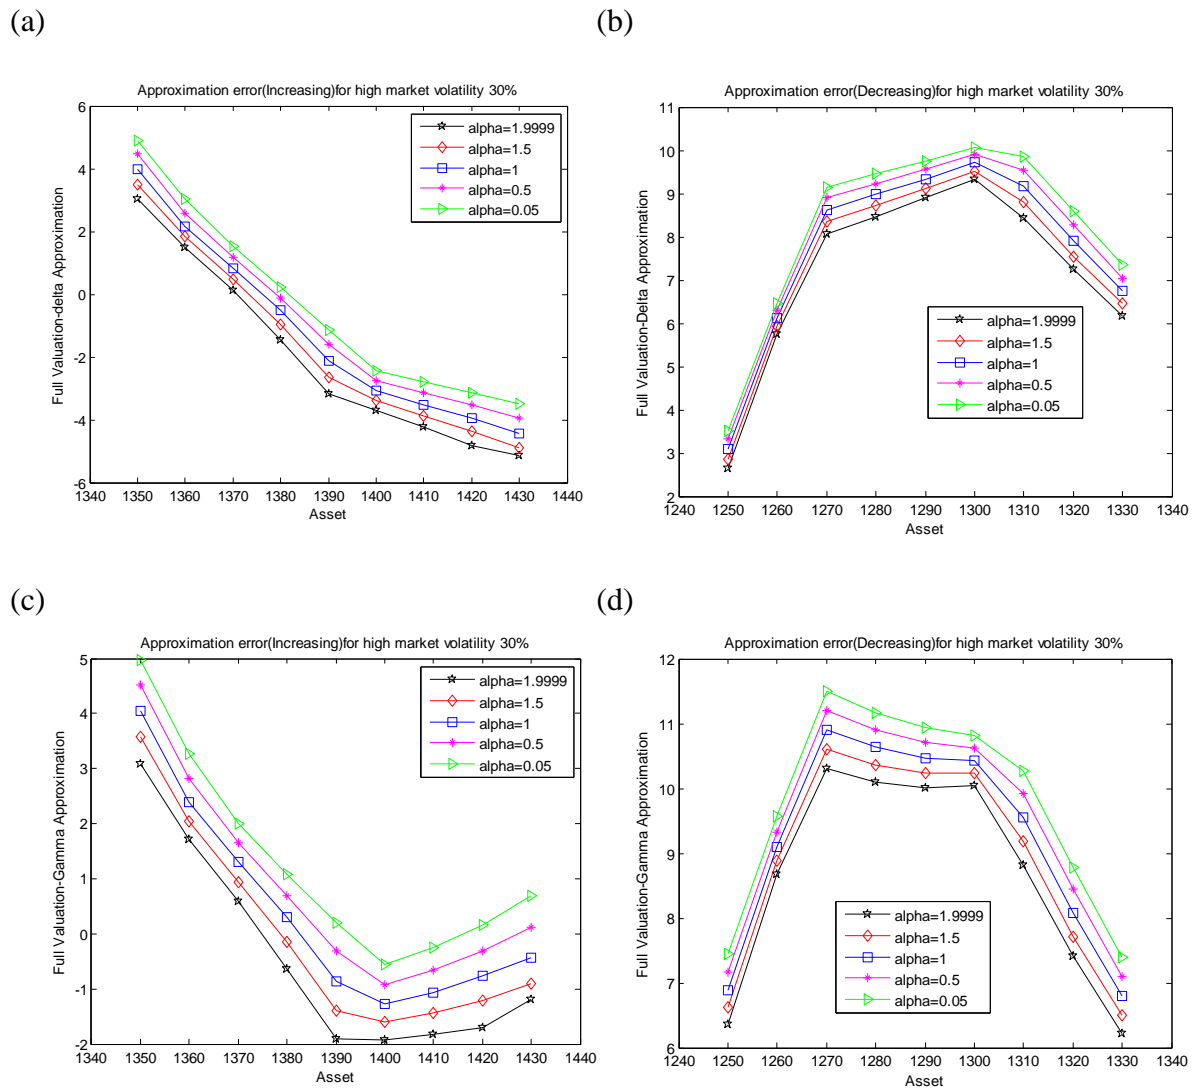 (a)
Approximation error(Increasing)for high market volatility 30%
Full Valuation-delta Approximation
6
4
2
0
-2
-4
-6
alpha=1.9999
alpha=1.5
alpha=1
alpha=0.5
alpha=0.05
1340 1350 1360 1370 1380 1390 1400 1410 1420 1430 1440
Asset
(b)
Approximation error(Decreasing)for high market volatility 30%
Full Valuation-Delta Approximation
11
10
9
8
7
6
5
4
3
2
alpha=1.9999
alpha=1.5
alpha=1
alpha=0.5
alpha=0.05
1240 1250 1260 1270 1280 1290 1300 1310 1320 1330 1340
Asset
(c)
Approximation error(Increasing)for high market volatility 30%
Full Valuation-Gamma Approximation
5
4
3
2
1
0
-1
-2
alpha=1.9999
alpha=1.5
alpha=1
alpha=0.5
alpha=0.05
1340 1350 1360 1370 1380 1390 1400 1410 1420 1430 1440
Asset
(d)
Approximation error(Decreasing)for high market volatility 30%
Full Valuation-Gamma Approximation
12
11
10
9
8
7
6
alpha=1.9999
alpha=1.5
alpha=1
alpha=0.5
alpha=0.05
1240 1250 1260 1270 1280 1290 1300 1310 1320 1330 1340
Asset